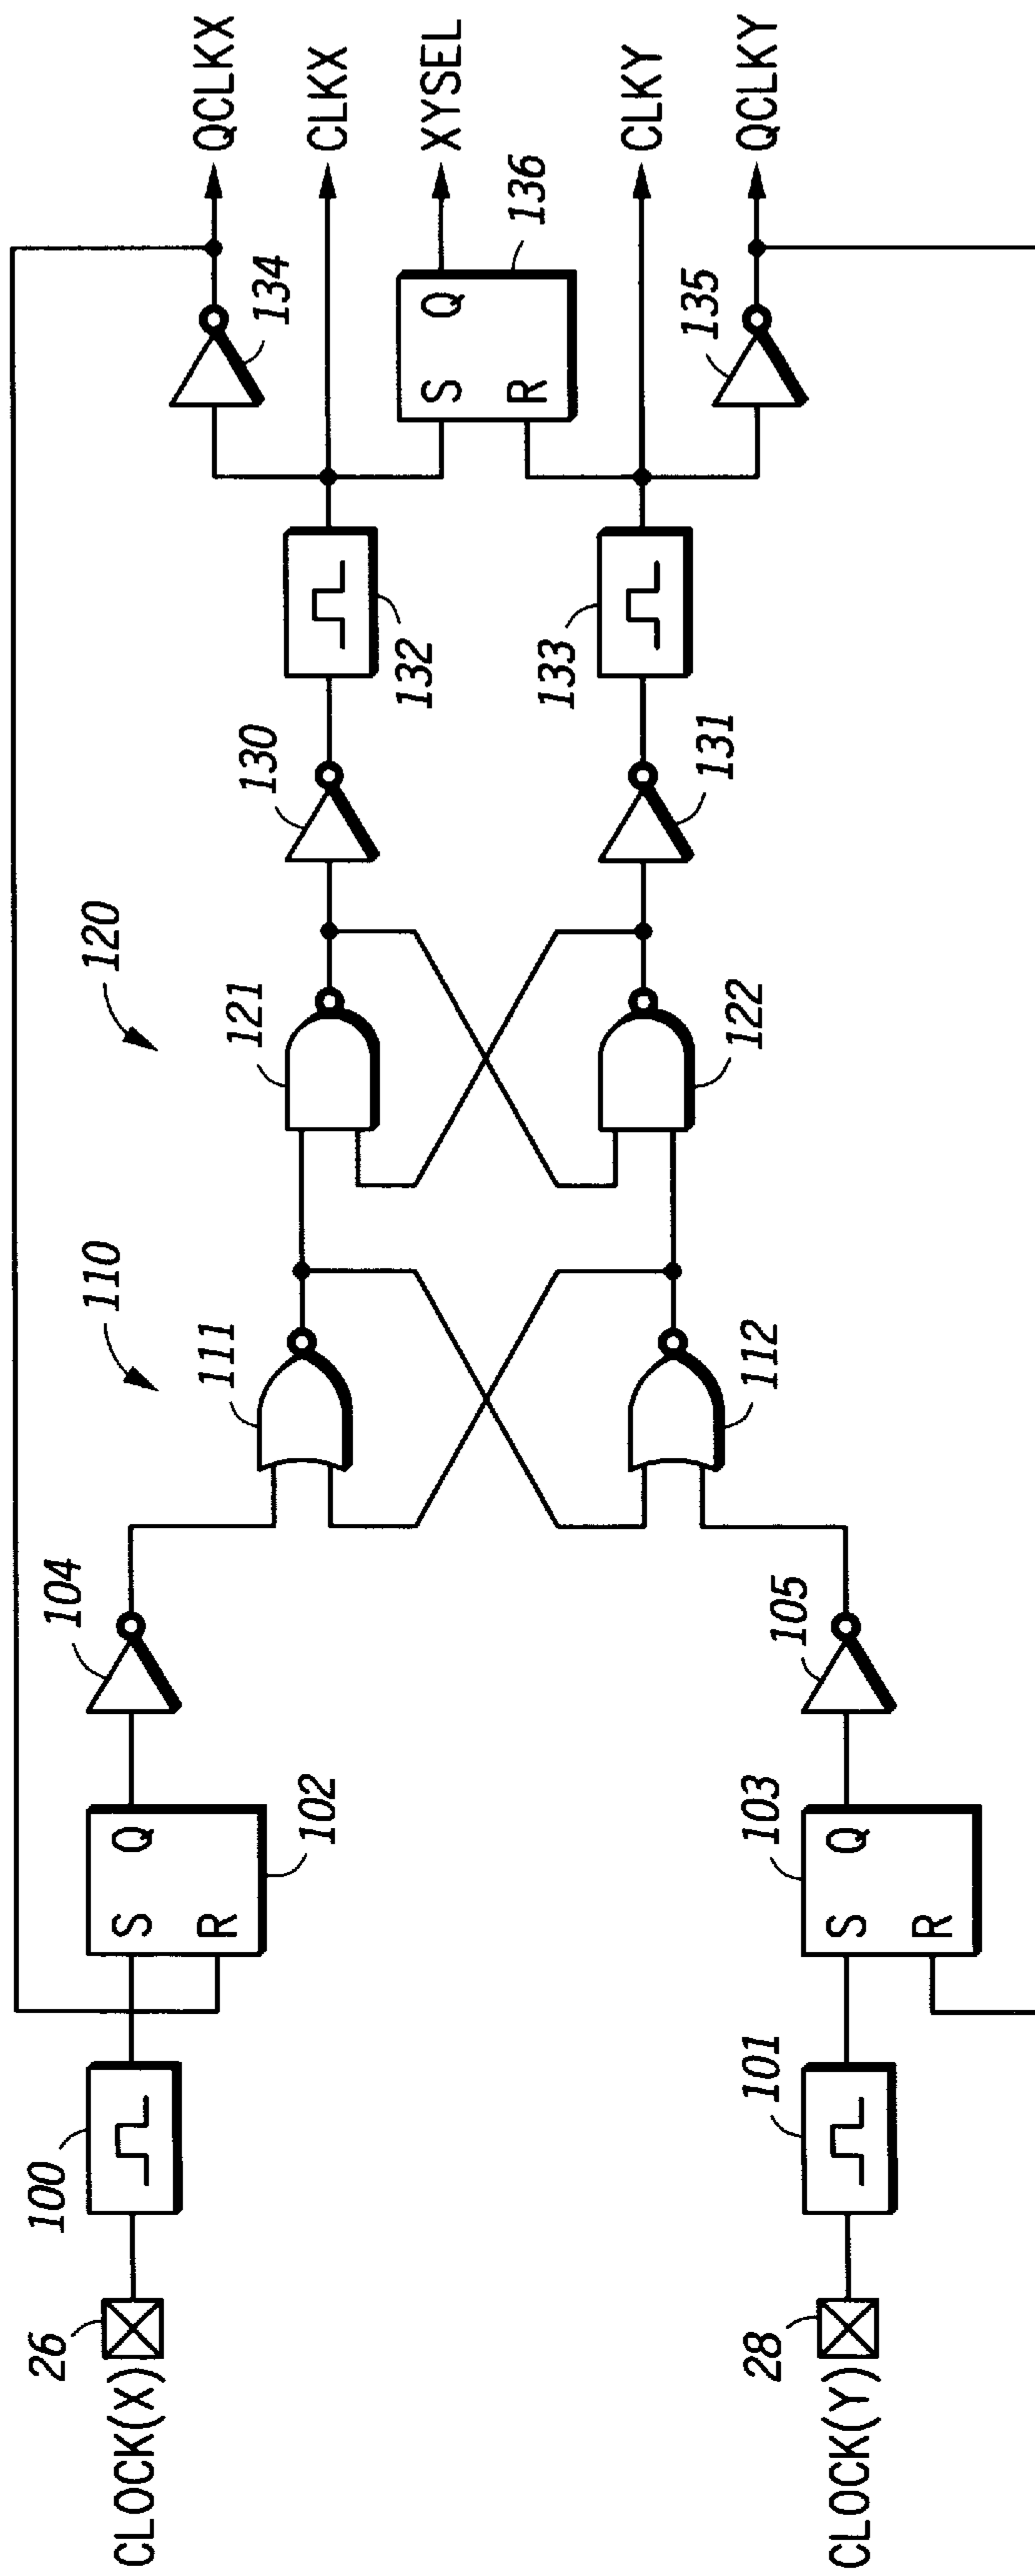 CLOCK(X)
26
100
S
R
Q
102
104
110
111
120
121
130
132
134
QCLKX
CLKX
S
R
Q
136
XYSEL
CLOCK(Y)
28
101
S
R
Q
103
105
112
122
131
133
135
CLKY
QCLKY